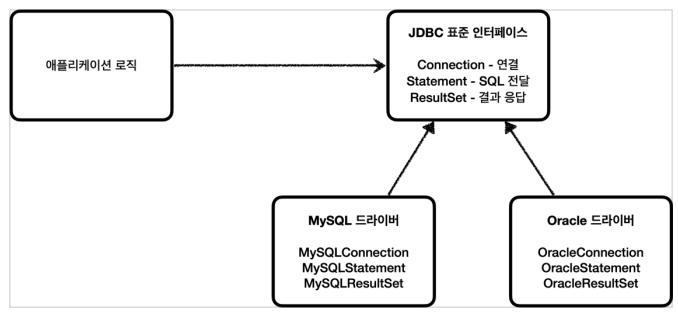 애플리케이션 로직
JDBC 표준 인터페이스
Connection - 연결
Statement - SQL 전달
ResultSet - 결과 응답
MySQL 드라이버
MySQLConnection
MySQLStatement
MySQLResultSet
Oracle 드라이버
OracleConnection
OracleStatement
OracleResultSet